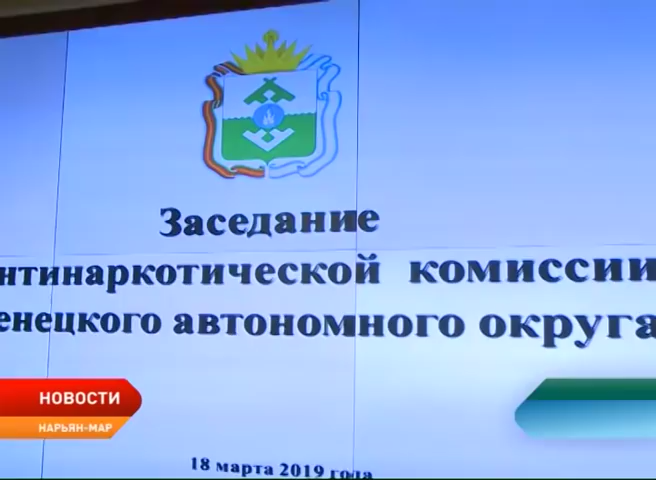 Заседание
нтинаркотической комиссии
енецкого автономного округа
НОВОСТИ
НАРЬЯН-МАР
18 марта 2019 года